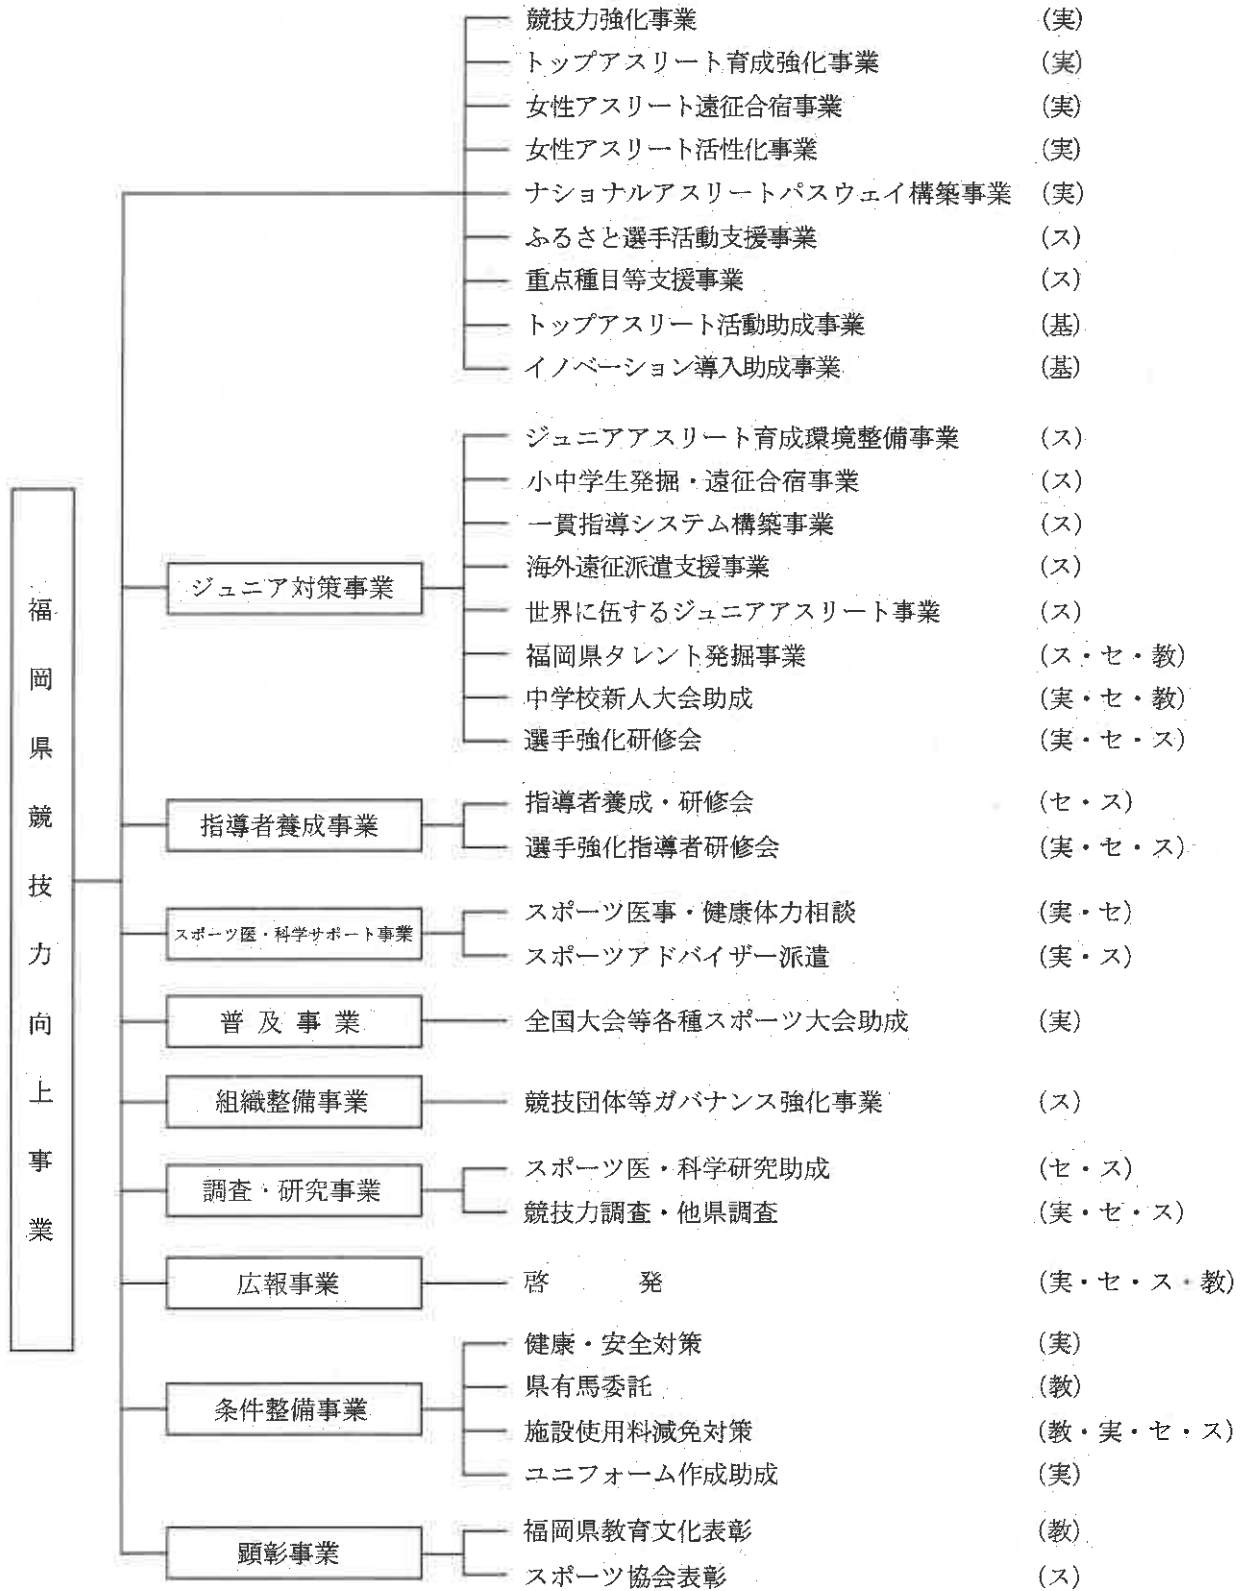 福岡県競技力向上事業
競技力強化事業 (実)
トップアスリート育成強化事業 (実)
女性アスリート遠征合宿事業 (実)
女性アスリート活性化事業 (実)
ナショナルアスリートパスウェイ構築事業 (実)
ふるさと選手活動支援事業 (ス)
重点種目等支援事業 (ス)
トップアスリート活動助成事業 (基)
イノベーション導入助成事業 (基)
ジュニア対策事業
ジュニアアスリート育成環境整備事業 (ス)
小中学生発掘・遠征合宿事業 (ス)
一貫指導システム構築事業 (ス)
海外遠征派遣支援事業 (ス)
世界に伍するジュニアアスリート事業 (ス)
福岡県タレント発掘事業 (ス・セ・教)
中学校新人大会助成 (実・セ・教)
選手強化研修会 (実・セ・ス)
指導者養成事業
指導者養成・研修会 (セ・ス)
選手強化指導者研修会 (実・セ・ス)
スポーツ医・科学サポート事業
スポーツ医事・健康体力相談 (実・セ)
スポーツアドバイザー派遣 (実・ス)
普及事業
全国大会等各種スポーツ大会助成 (実)
組織整備事業
競技団体等ガバナンス強化事業 (ス)
調査・研究事業
スポーツ医・科学研究助成 (セ・ス)
競技力調査・他県調査 (実・セ・ス)
広報事業
啓発 (実・セ・ス・教)
条件整備事業
健康・安全対策 (実)
県有馬委託 (教)
施設使用料減免対策 (教・実・セ・ス)
ユニフォーム作成助成 (実)
顕彰事業
福岡県教育文化表彰 (教)
スポーツ協会表彰 (ス)